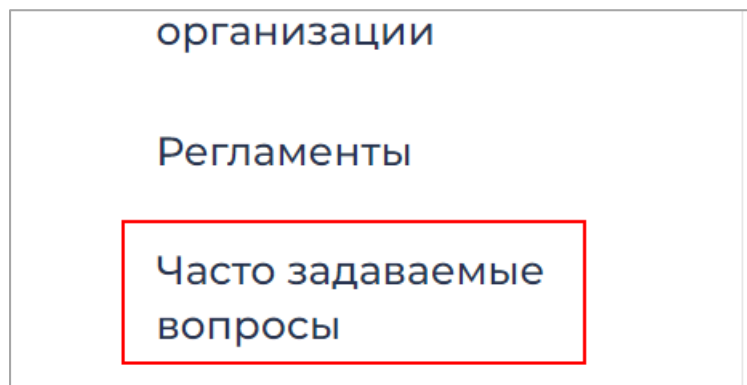 организации
Регламенты
Часто задаваемые
вопросы